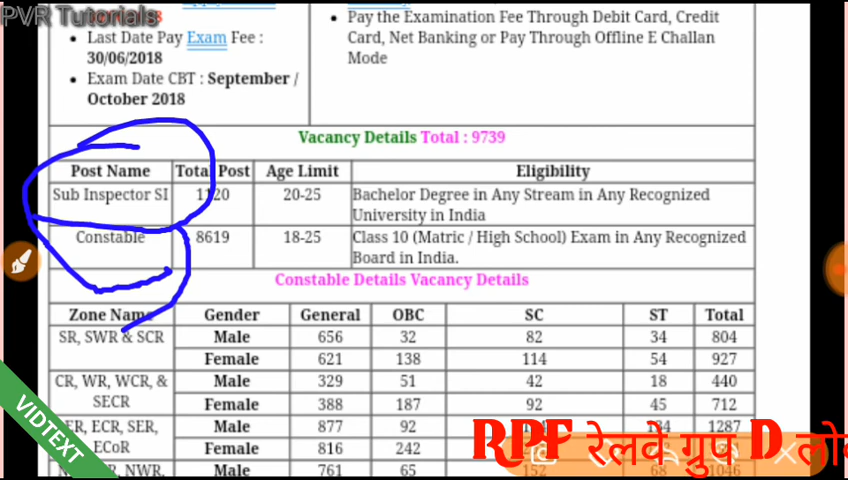 PVR Tutorials
Last Date Pay Exam Fee :
30/06/2018
Exam Date CBT : September /
October 2018
Pay the Examination Fee Through Debit Card, Credit
Card, Net Banking or Pay Through Offline E Challan
Mode
Vacancy Details Total : 9739
Post Name Total Post Age Limit Eligibility
Sub Inspector SI 1120 20-25 Bachelor Degree in Any Stream in Any Recognized
University in India
Constable 8619 18-25 Class 10 (Matric / High School) Exam in Any Recognized
Board in India.
Constable Details Vacancy Details
Zone Name Gender General OBC SC ST Total
SR, SWR & SCR Male 656 32 82 34 804
Female 621 138 114 54 927
CR, WR, WCR, & SECR Male 329 51 42 18 440
Female 388 187 92 45 712
ER, ECR, SER, ECoR Male 877 92 1287
Female 816 242
NWR, Male 761 65 152 68 1046
RPF रेलवे ग्रुप D
VIDTEXT